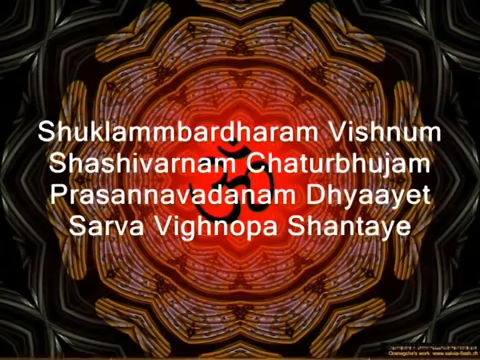 Shuklammbardharam Vishnum
Shashivarnam Chaturbhujam
Prasannavadanam Dhyaayet
Sarva Vighnopa Shantaye
ॐ